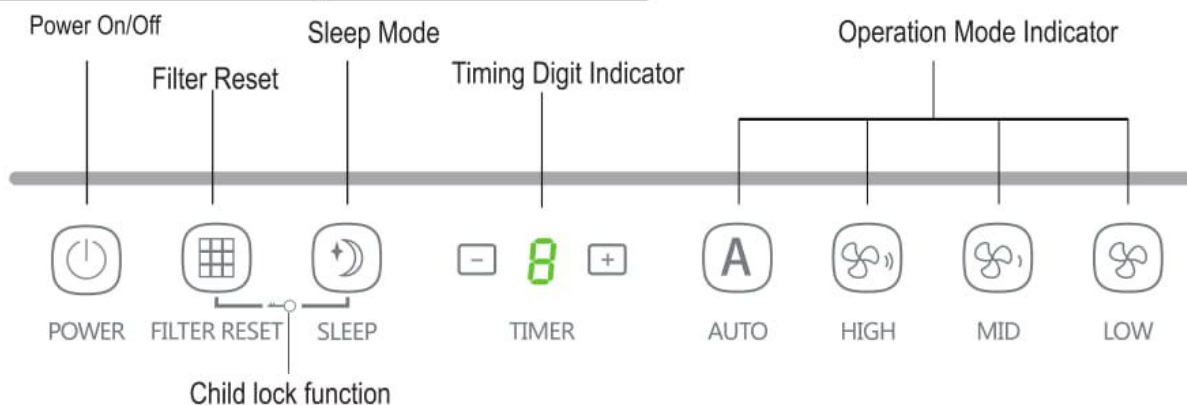 Power On/Off
Sleep Mode
Operation Mode Indicator
Filter Reset
Timing Digit Indicator
- 8 +
A
POWER
FILTER RESET
SLEEP
TIMER
AUTO
HIGH
MID
LOW
Child lock function